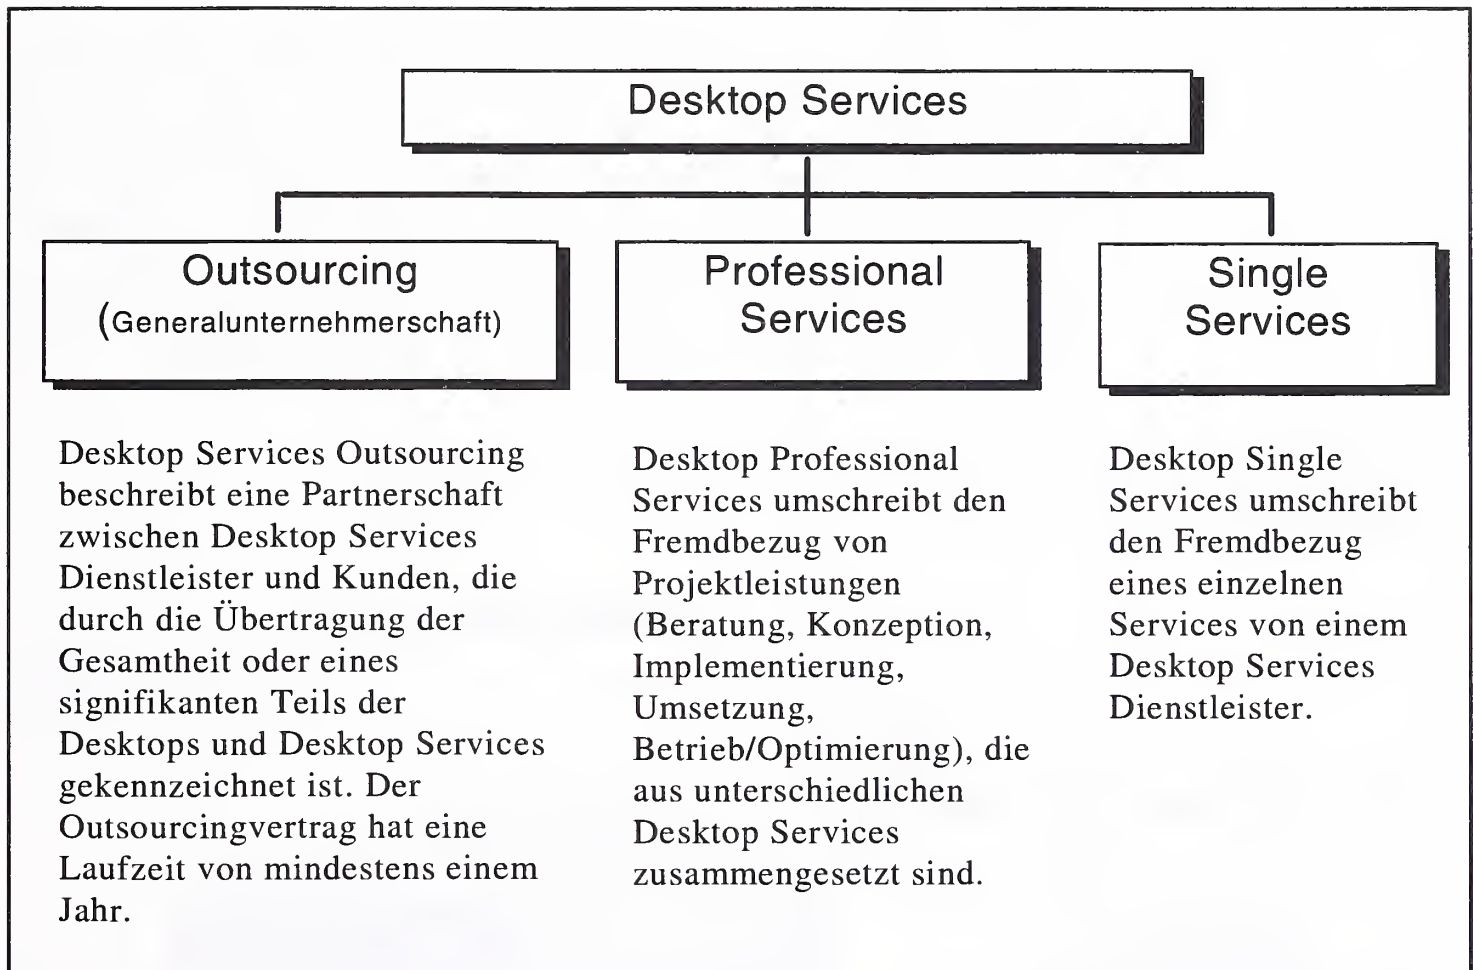 Desktop Services
Outsourcing
(Generalunternehmerschaft)
Professional
Services
Single
Services
Desktop Services Outsourcing
beschreibt eine Partnerschaft
zwischen Desktop Services
Dienstleister und Kunden, die
durch die Übertragung der
Gesamtheit oder eines
signifikanten Teils der
Desktops und Desktop Services
gekennzeichnet ist. Der
Outsourcingvertrag hat eine
Laufzeit von mindestens einem
Jahr.
Desktop Professional
Services umschreibt den
Fremdbezug von
Projektleistungen
(Beratung, Konzeption,
Implementierung,
Umsetzung,
Betrieb/Optimierung), die
aus unterschiedlichen
Desktop Services
zusammengesetzt sind.
Desktop Single
Services umschreibt
den Fremdbezug
eines einzelnen
Services von einem
Desktop Services
Dienstleister.